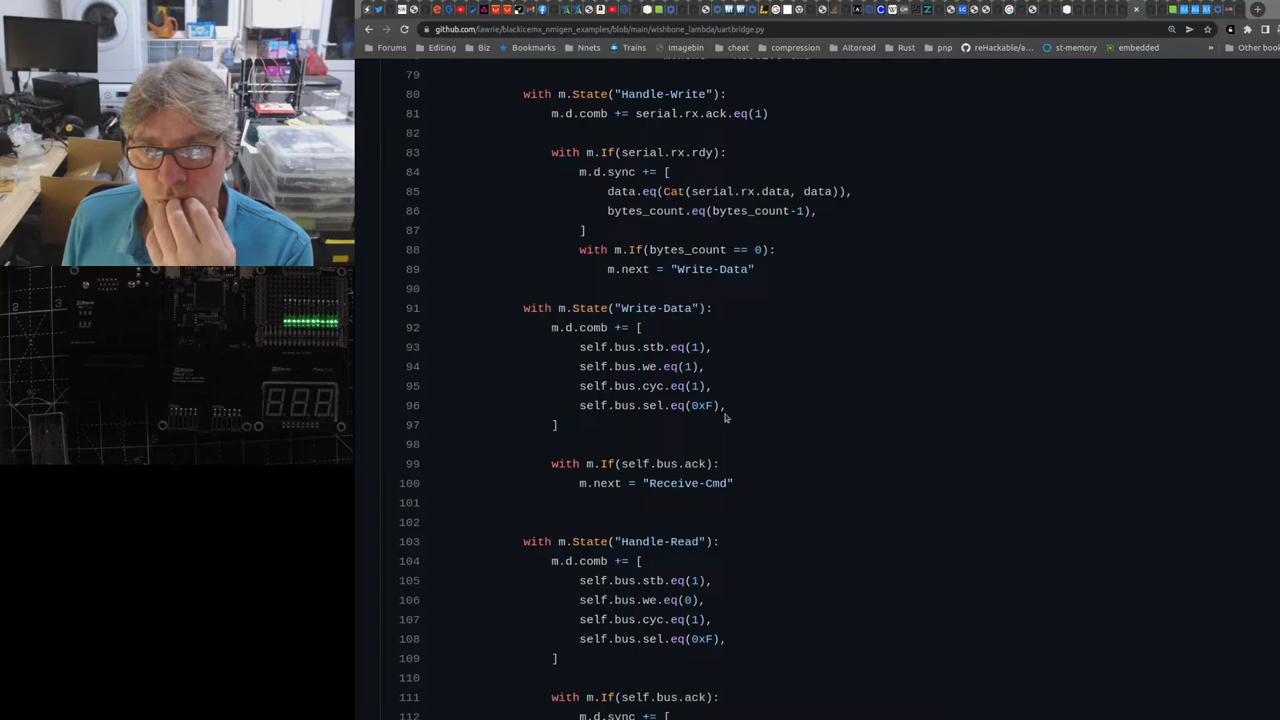 github.com/lawrie/blackicemx_nmigen_examples/blob/main/wishbone_lambda/uartbridge.py
Forums Editing Biz Bookmarks Nnets Trains imagebin cheat compression AItoread Rust pnp rehackable/a... st-memory embedded » Other book
79
80 with m.State("Handle-Write"):
81 m.d.comb += serial.rx.ack.eq(1)
82
83 with m.If(serial.rx.rdy):
84 m.d.sync += [
85 data.eq(Cat(serial.rx.data, data)),
86 bytes_count.eq(bytes_count-1),
87 ]
88 with m.If(bytes_count == 0):
89 m.next = "Write-Data"
90
91 with m.State("Write-Data"):
92 m.d.comb += [
93 self.bus.stb.eq(1),
94 self.bus.we.eq(1),
95 self.bus.cyc.eq(1),
96 self.bus.sel.eq(0xF),
97 ]
98
99 with m.If(self.bus.ack):
100 m.next = "Receive-Cmd"
101
102
103 with m.State("Handle-Read"):
104 m.d.comb += [
105 self.bus.stb.eq(1),
106 self.bus.we.eq(0),
107 self.bus.cyc.eq(1),
108 self.bus.sel.eq(0xF),
109 ]
110
111 with m.If(self.bus.ack):
112 m.d.sync += [